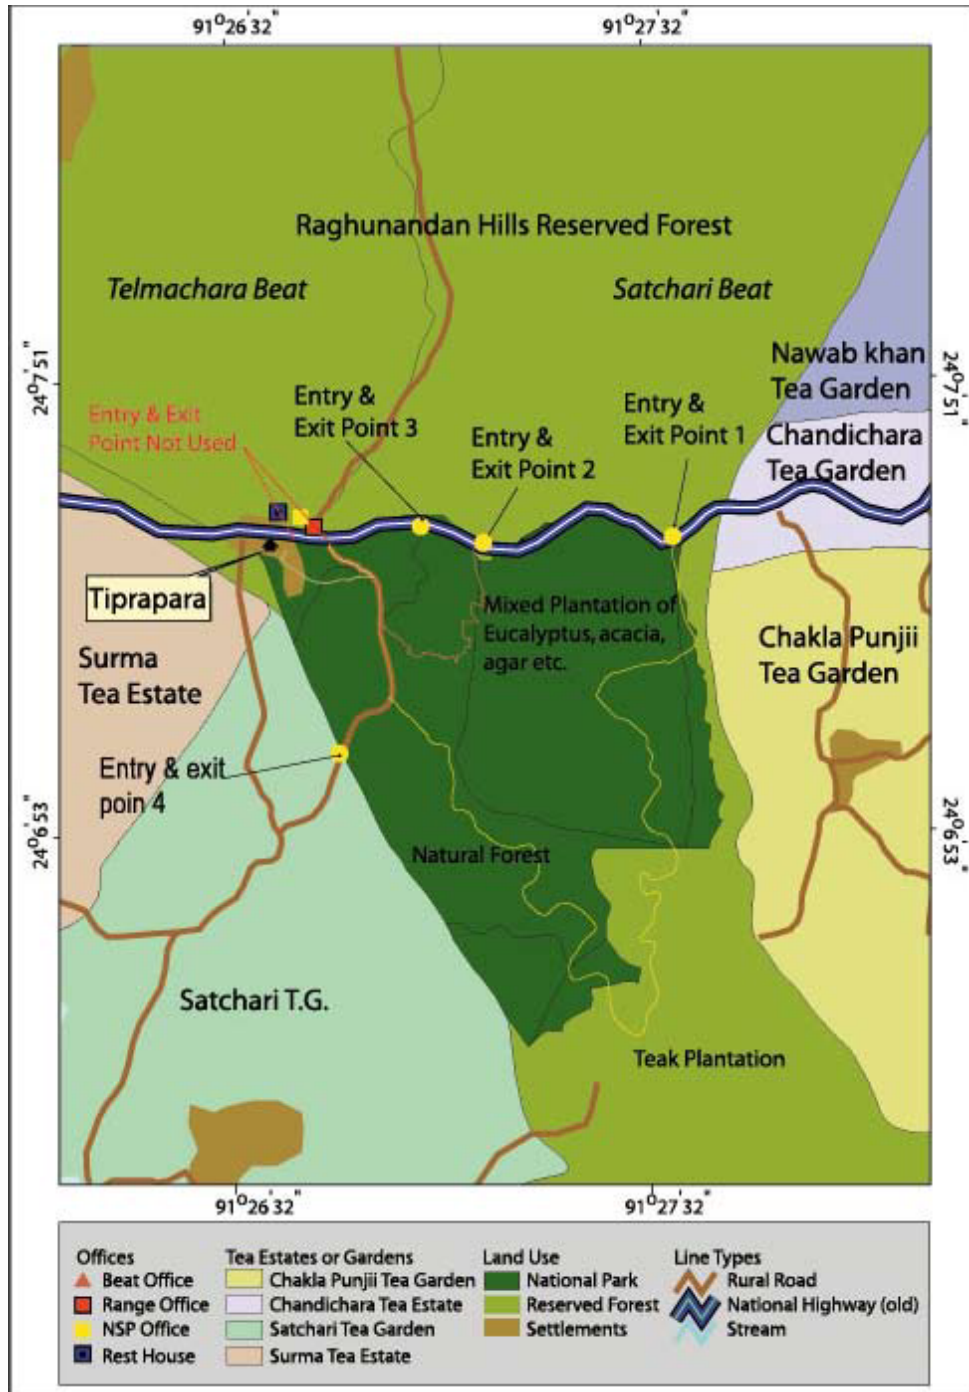 91°26'32"
91°27'32"
Raghunandan Hills Reserved Forest
Telmachara Beat
Satchari Beat
24°7'51"
24°7'51"
Nawab khan
Tea Garden
Entry & Exit
Point Not Used
Entry &
Exit Point 3
Entry &
Exit Point 2
Entry &
Exit Point 1
Chandichara
Tea Garden
Tiprapara
Surma
Tea Estate
Mixed Plantation of
Eucalyptus, acacia,
agar etc.
Chakla Punjii
Tea Garden
Entry & exit
poin 4
24°6'53"
24°6'53"
Natural Forest
Satchari T.G.
Teak Plantation
91°26'32"
91°27'32"
Offices
Beat Office
Range Office
NSP Office
Rest House
Tea Estates or Gardens
Chakla Punjii Tea Garden
Chandichara Tea Estate
Satchari Tea Garden
Surma Tea Estate
Land Use
National Park
Reserved Forest
Settlements
Line Types
Rural Road
National Highway (old)
Stream